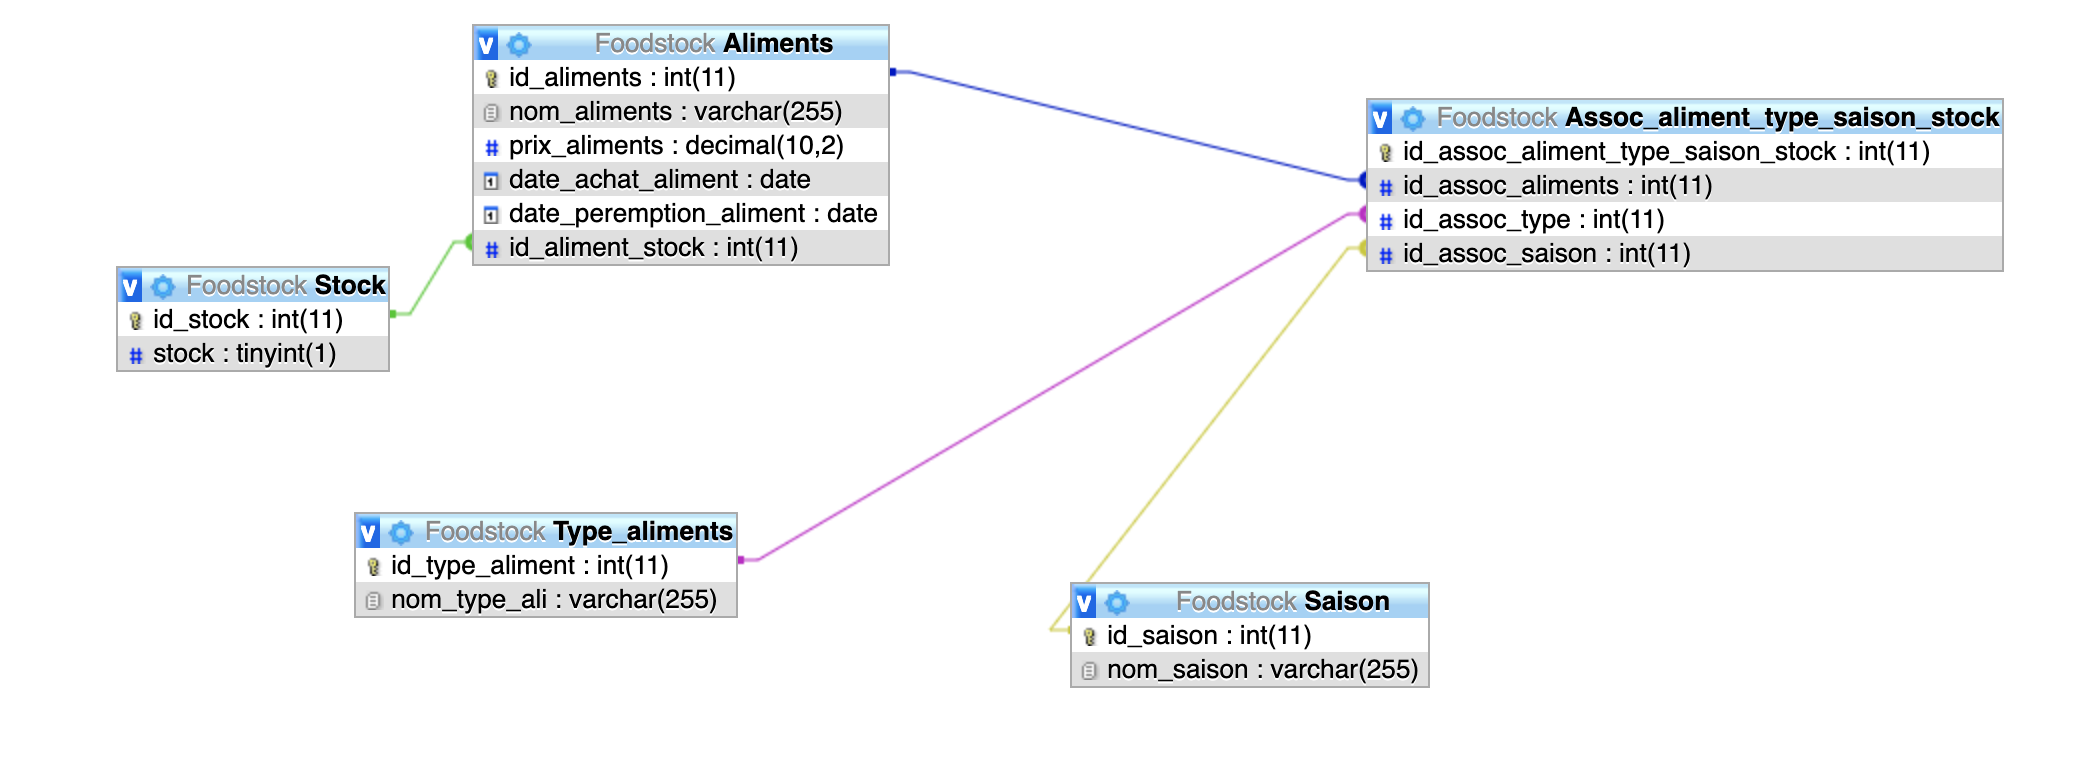 Foodstock Aliments
id_aliments : int(11)
nom_aliments : varchar(255)
prix_aliments : decimal(10,2)
date_achat_aliment : date
date_peremption_aliment : date
id_aliment_stock : int(11)
Foodstock Assoc_aliment_type_saison_stock
id_assoc_aliment_type_saison_stock : int(11)
id_assoc_aliments : int(11)
id_assoc_type : int(11)
id_assoc_saison : int(11)
Foodstock Stock
id_stock : int(11)
stock : tinyint(1)
Foodstock Type_aliments
id_type_aliment : int(11)
nom_type_ali : varchar(255)
Foodstock Saison
id_saison : int(11)
nom_saison : varchar(255)